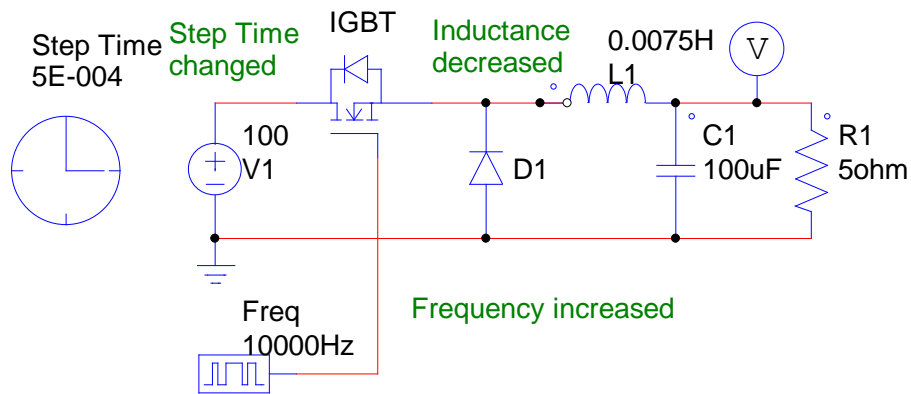 Step Time
5E-004
Step Time
changed
IGBT
Inductance
decreased
0.0075H
L1
V
100
V1
D1
C1
100uF
R1
5ohm
Frequency increased
Freq
10000Hz